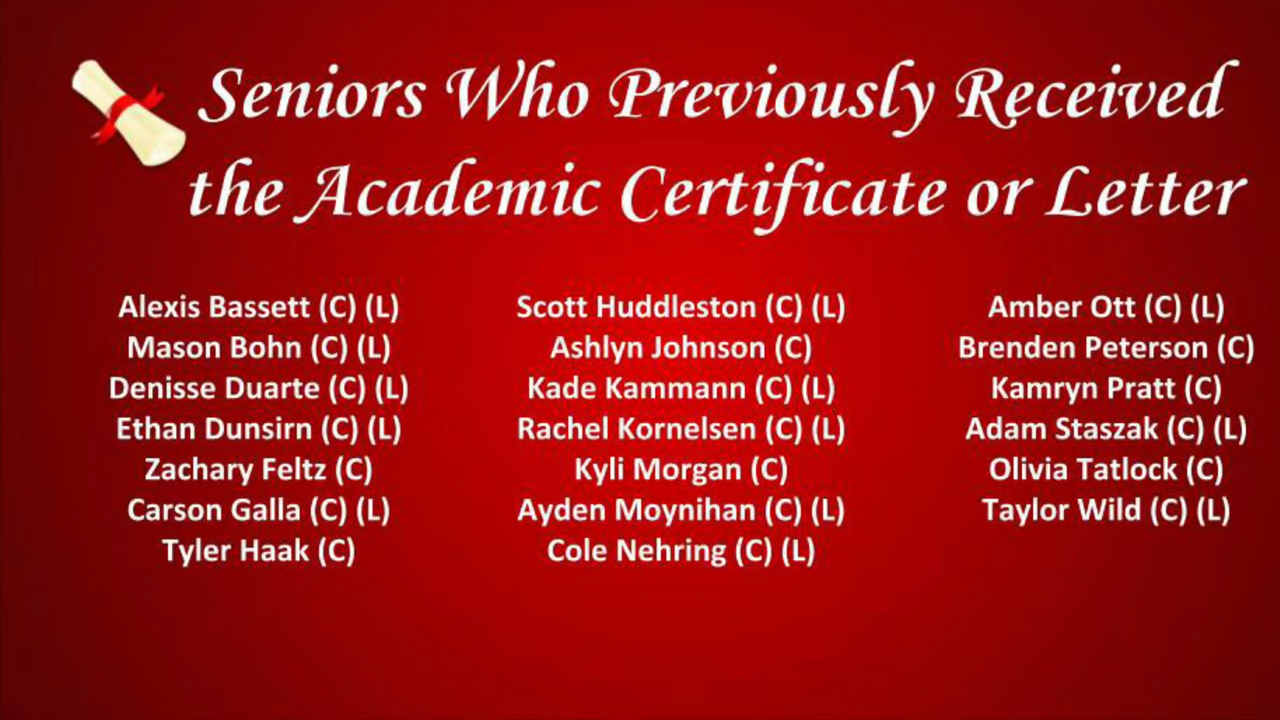 Seniors Who Previously Received
the Academic Certificate or Letter
Alexis Bassett (C) (L)
Mason Bohn (C) (L)
Denisse Duarte (C) (L)
Ethan Dunsirn (C) (L)
Zachary Feltz (C)
Carson Galla (C) (L)
Tyler Haak (C)
Scott Huddleston (C) (L)
Ashlyn Johnson (C)
Kade Kammann (C) (L)
Rachel Kornelsen (C) (L)
Kyli Morgan (C)
Ayden Moynihan (C) (L)
Cole Nehring (C) (L)
Amber Ott (C) (L)
Brenden Peterson (C)
Kamryn Pratt (C)
Adam Staszak (C) (L)
Olivia Tatlock (C)
Taylor Wild (C) (L)